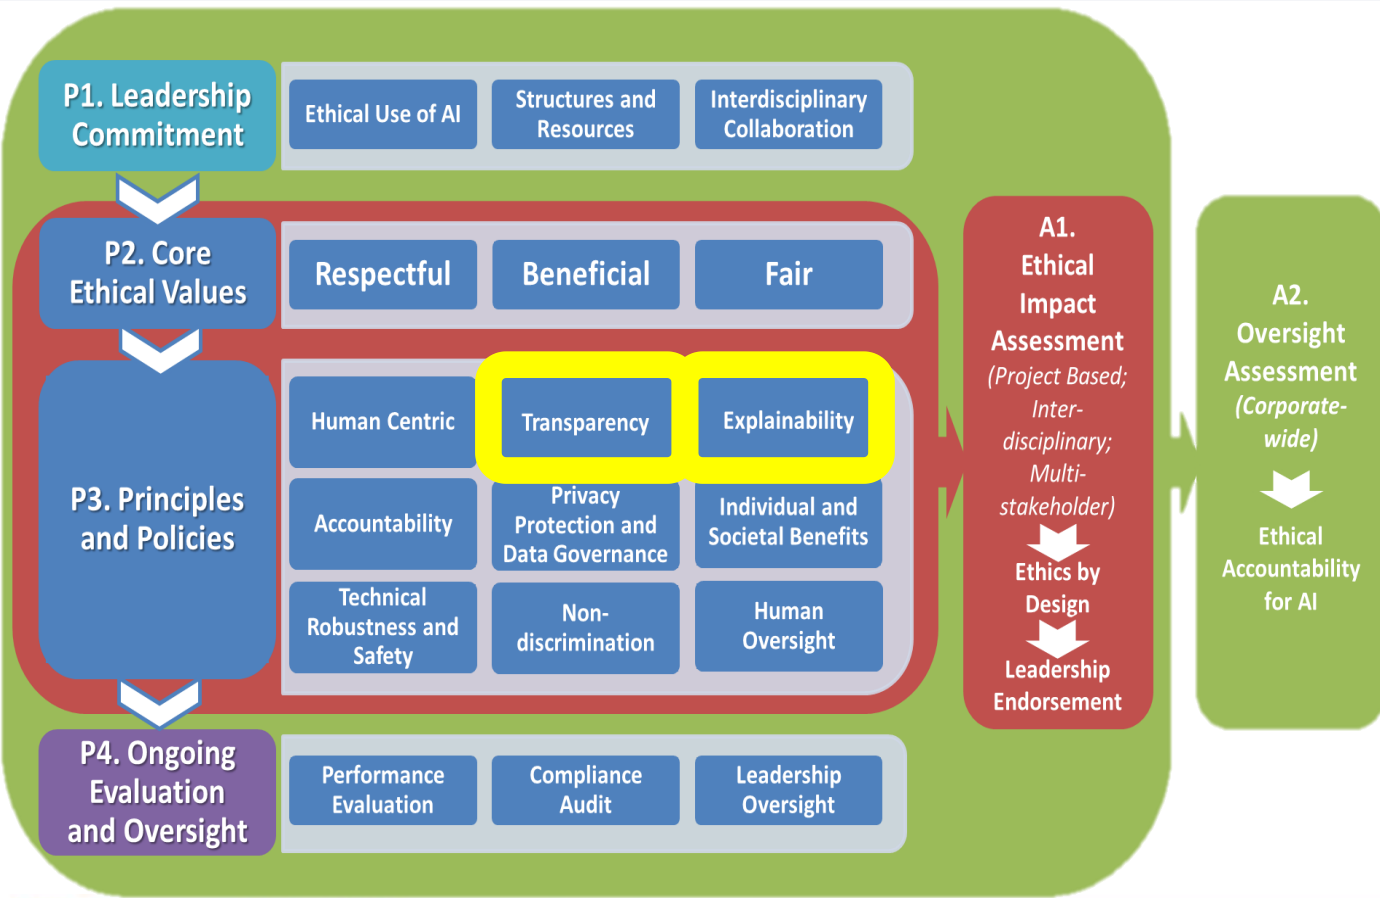 P1. Leadership
Commitment
Ethical Use of AI
Structures and
Resources
Interdisciplinary
Collaboration
P2. Core
Ethical Values
Respectful
Beneficial
Fair
P3. Principles
and Policies
Human Centric
Transparency
Explainability
Accountability
Privacy
Protection and
Data Governance
Individual and
Societal Benefits
Technical
Robustness and
Safety
Non-
discrimination
Human
Oversight
P4. Ongoing
Evaluation
and Oversight
Performance
Evaluation
Compliance
Audit
Leadership
Oversight
A1.
Ethical
Impact
Assessment
(Project Based;
Inter-
disciplinary;
Multi-
stakeholder)
Ethics by
Design
Leadership
Endorsement
A2.
Oversight
Assessment
(Corporate-
wide)
Ethical
Accountability
for AI